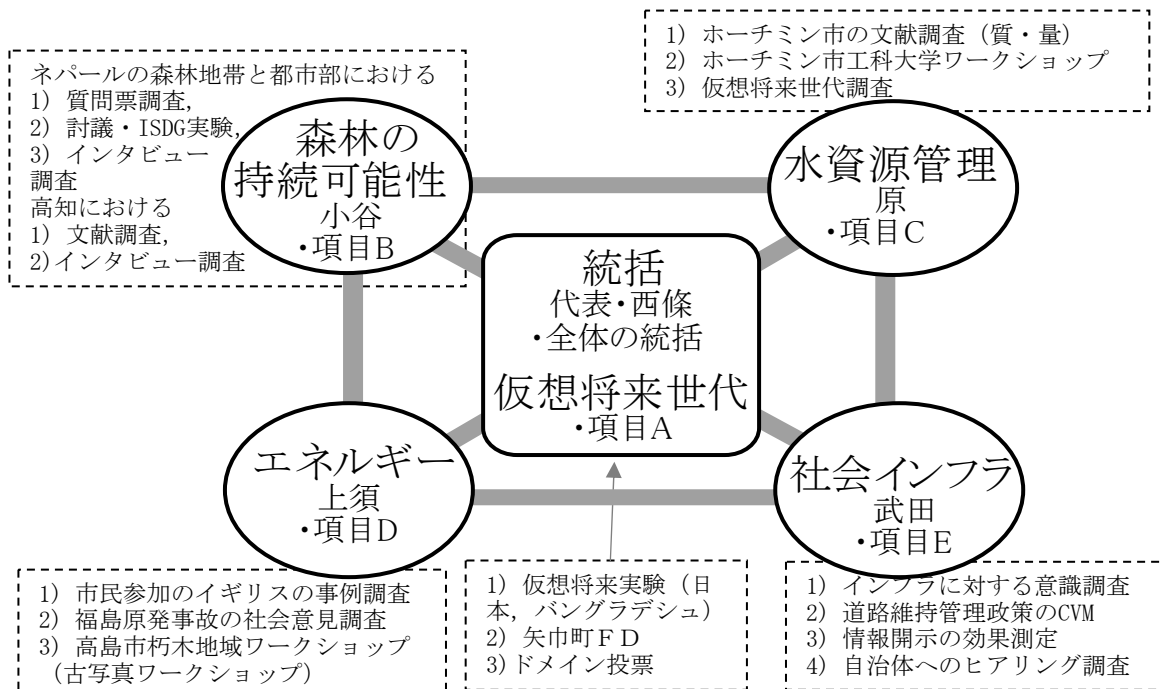 ネパールの森林地帯と都市部における
1) 質問票調査,
2) 討議・ISDG実験,
3) インタビュー
調査
高知における
1) 文献調査,
2)インタビュー調査
森林の
持続可能性
小谷
・項目B
1) ホーチミン市の文献調査（質・量）
2) ホーチミン市工科大学ワークショップ
3) 仮想将来世代調査
水資源管理
原
・項目C
統括
代表・西條
・全体の統括
仮想将来世代
・項目A
エネルギー
上須
・項目D
社会インフラ
武田
・項目E
1) 市民参加のイギリスの事例調査
2) 福島原発事故の社会意見調査
3) 高島市朽木地域ワークショップ
（古写真ワークショップ）
1) 仮想将来実験（日
本, バングラデシュ）
2) 矢巾町ＦＤ
3)ドメイン投票
1) インフラに対する意識調査
2) 道路維持管理政策のCVM
3) 情報開示の効果測定
4) 自治体へのヒアリング調査